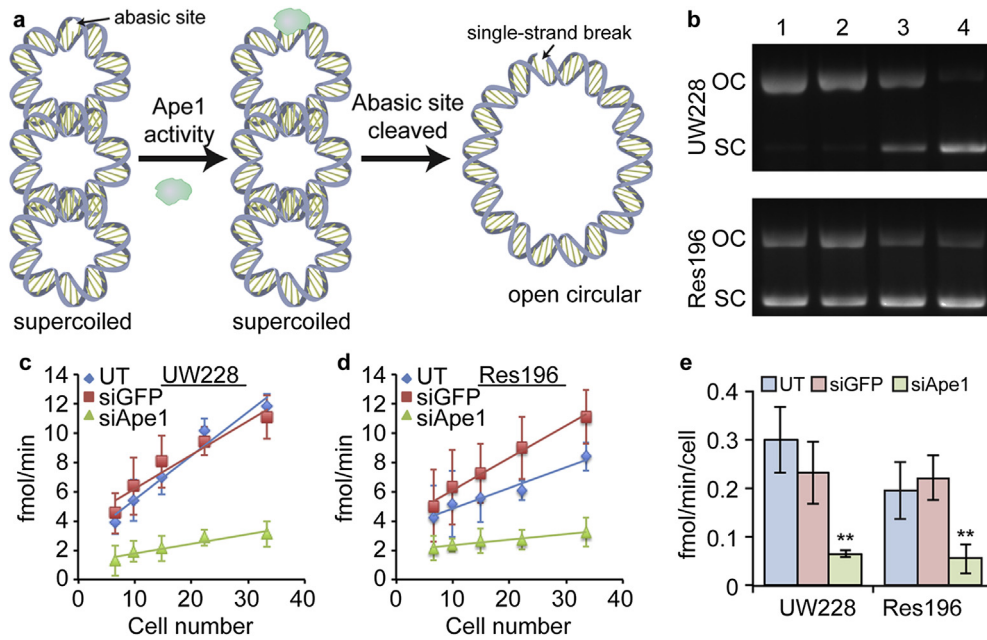 a
abasic site
Ape1
activity
Abasic site
cleaved
single-strand break
supercoiled
supercoiled
open circular
b
1 2 3 4
UW228
OC
SC
Res196
OC
SC
c
UT
siGFP
siApe1
UW228
fmol/min
14
12
10
8
6
4
2
0
0 10 20 30 40
Cell number
d
UT
siGFP
siApe1
Res196
fmol/min
14
12
10
8
6
4
2
0
0 10 20 30 40
Cell number
e
UT siGFP siApe1
fmol/min/cell
0.4
0.3
0.2
0.1
0
** **
UW228 Res196